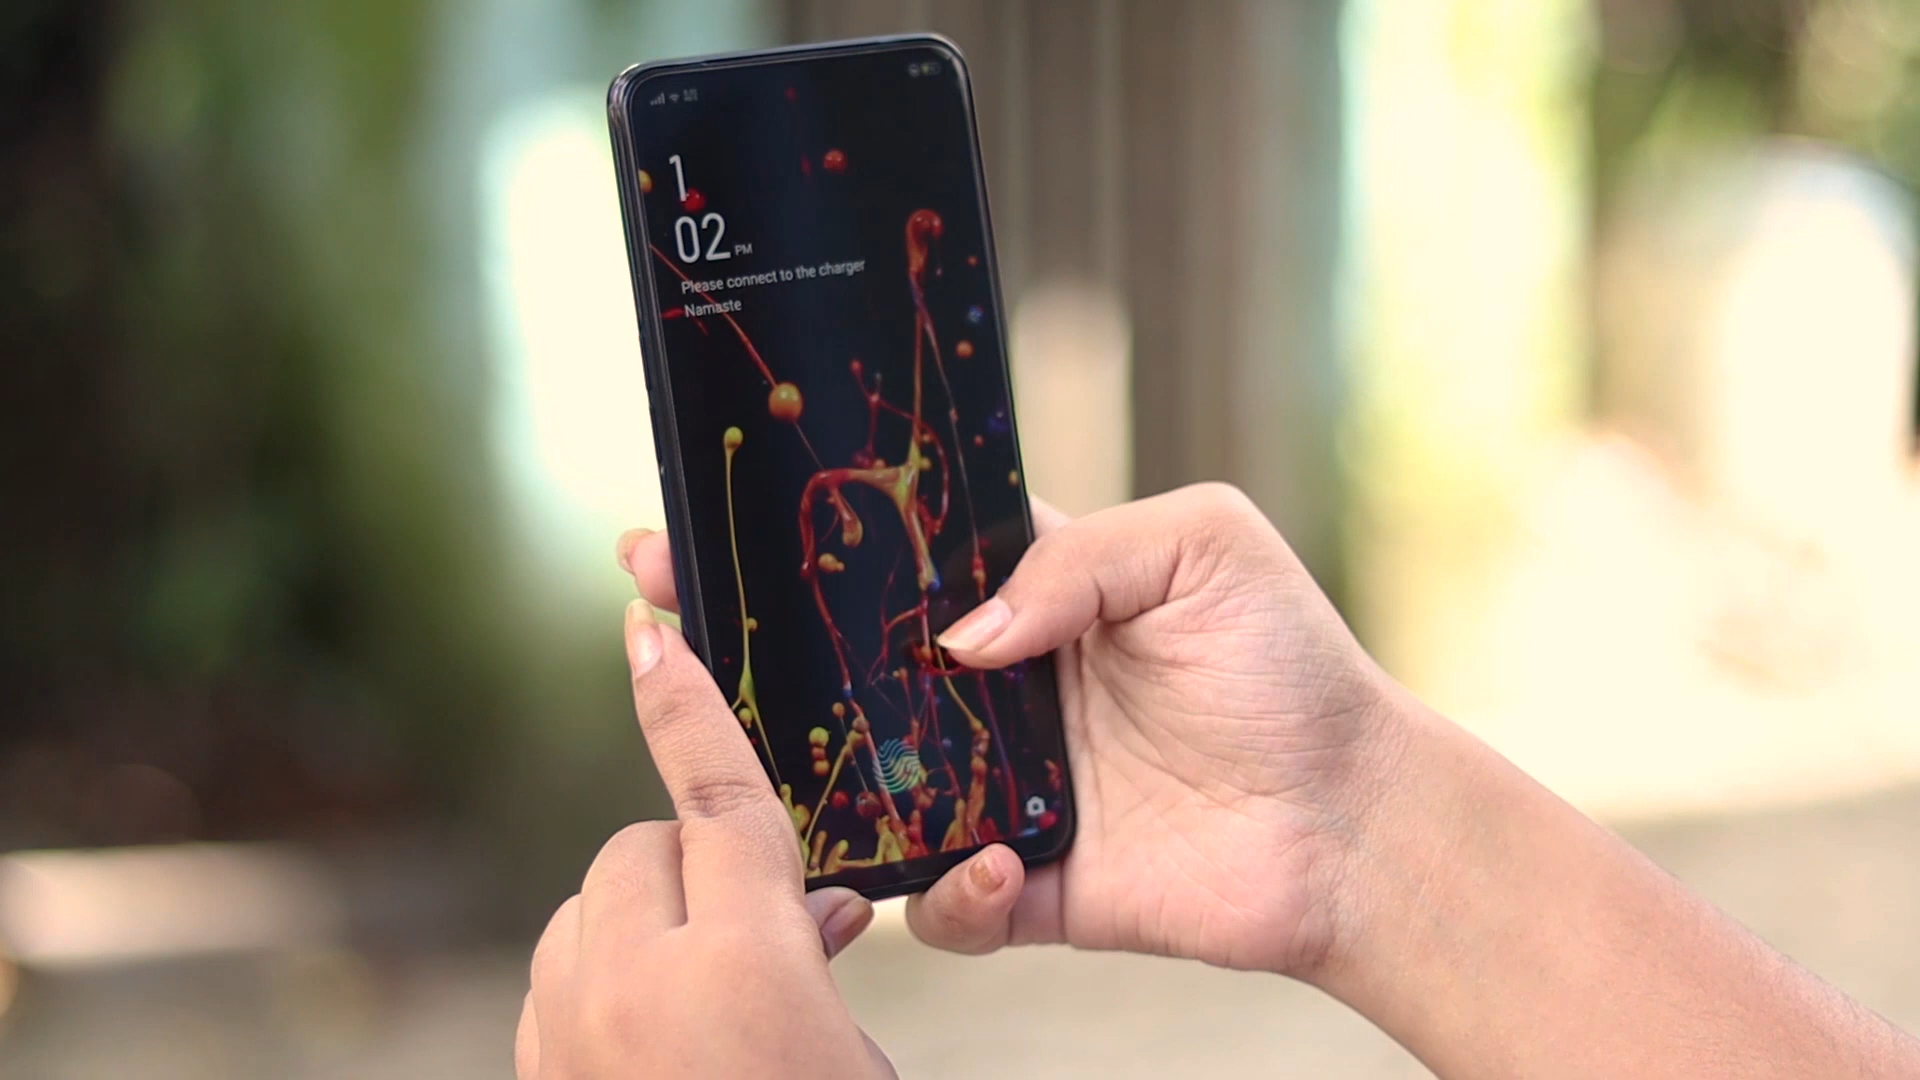 1
02 PM
Please connect to the charger
Namaste